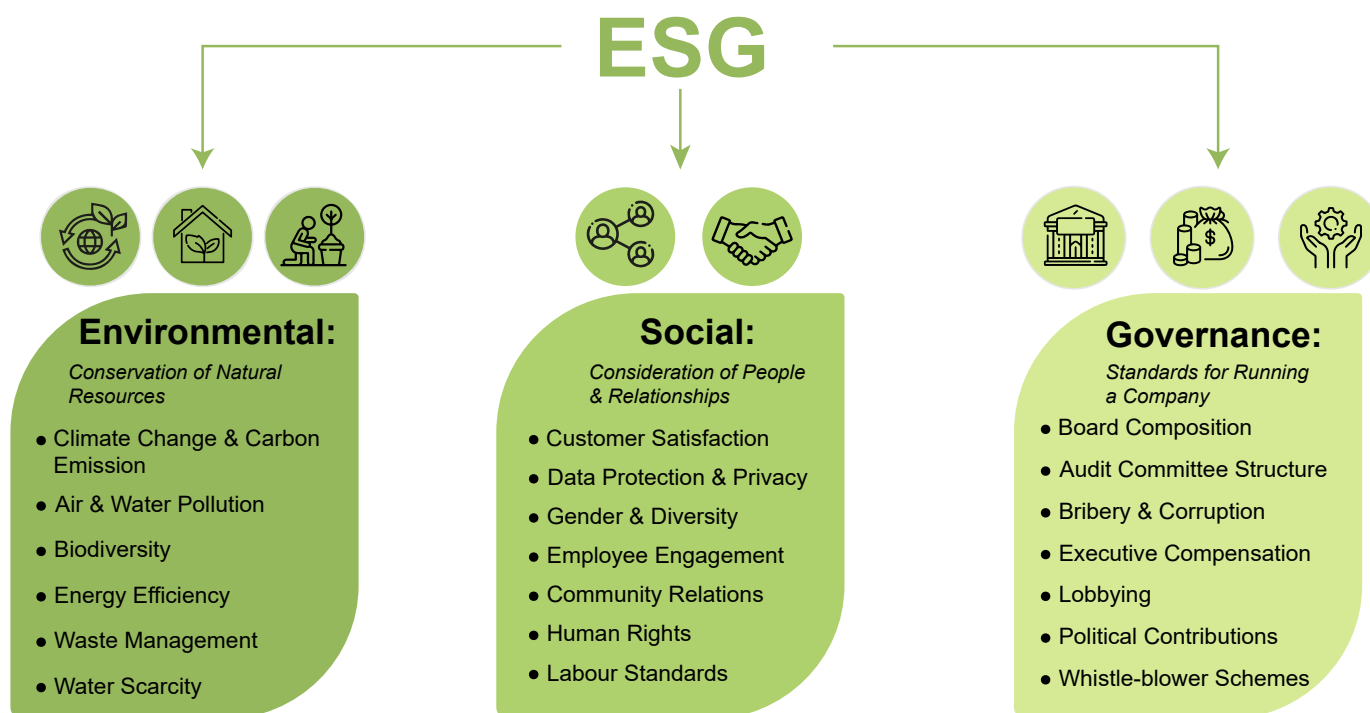 ESG
Environmental:
Conservation of Natural
Resources
● Climate Change & Carbon
Emission
● Air & Water Pollution
● Biodiversity
● Energy Efficiency
● Waste Management
● Water Scarcity
Social:
Consideration of People
& Relationships
● Customer Satisfaction
● Data Protection & Privacy
● Gender & Diversity
● Employee Engagement
● Community Relations
● Human Rights
● Labour Standards
$
Governance:
Standards for Running
a Company
● Board Composition
● Audit Committee Structure
● Bribery & Corruption
● Executive Compensation
● Lobbying
● Political Contributions
● Whistle-blower Schemes